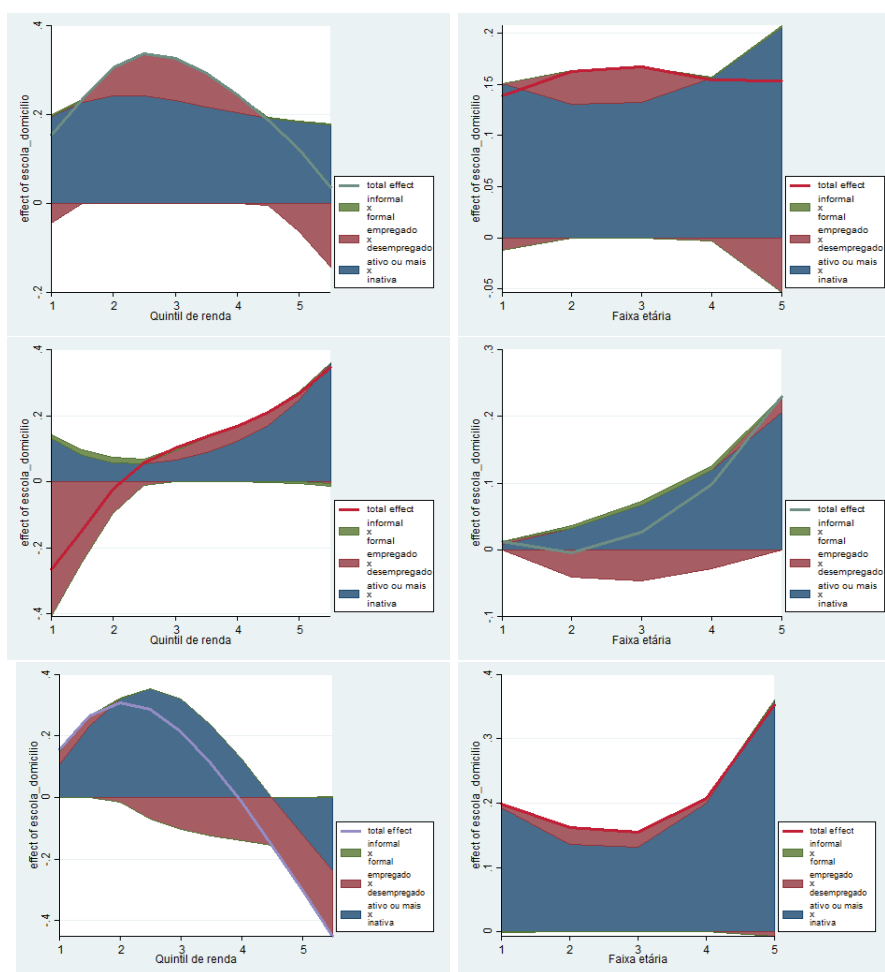 effect of escola_domicilio
.4
.2
0
-.2
1 2 3 4 5
Quintil de renda
total effect
informal
x
formal
empregado
x
desempregado
ativo ou mais
x
inativa
effect of escola_domicilio
.2
.15
.1
.05
0
-.05
1 2 3 4 5
Faixa etária
total effect
informal
x
formal
empregado
x
desempregado
ativo ou mais
x
inativa
effect of escola_domicilio
.4
.2
0
-.2
-.4
1 2 3 4 5
Quintil de renda
total effect
informal
x
formal
empregado
x
desempregado
ativo ou mais
x
inativa
effect of escola_domicilio
.3
.2
.1
0
-.1
1 2 3 4 5
Faixa etária
total effect
informal
x
formal
empregado
x
desempregado
ativo ou mais
x
inativa
effect of escola_domicilio
.4
.2
0
-.2
-.4
1 2 3 4 5
Quintil de renda
total effect
informal
x
formal
empregado
x
desempregado
ativo ou mais
x
inativa
effect of escola_domicilio
.4
.3
.2
.1
0
1 2 3 4 5
Faixa etária
total effect
informal
x
formal
empregado
x
desempregado
ativo ou mais
x
inativa